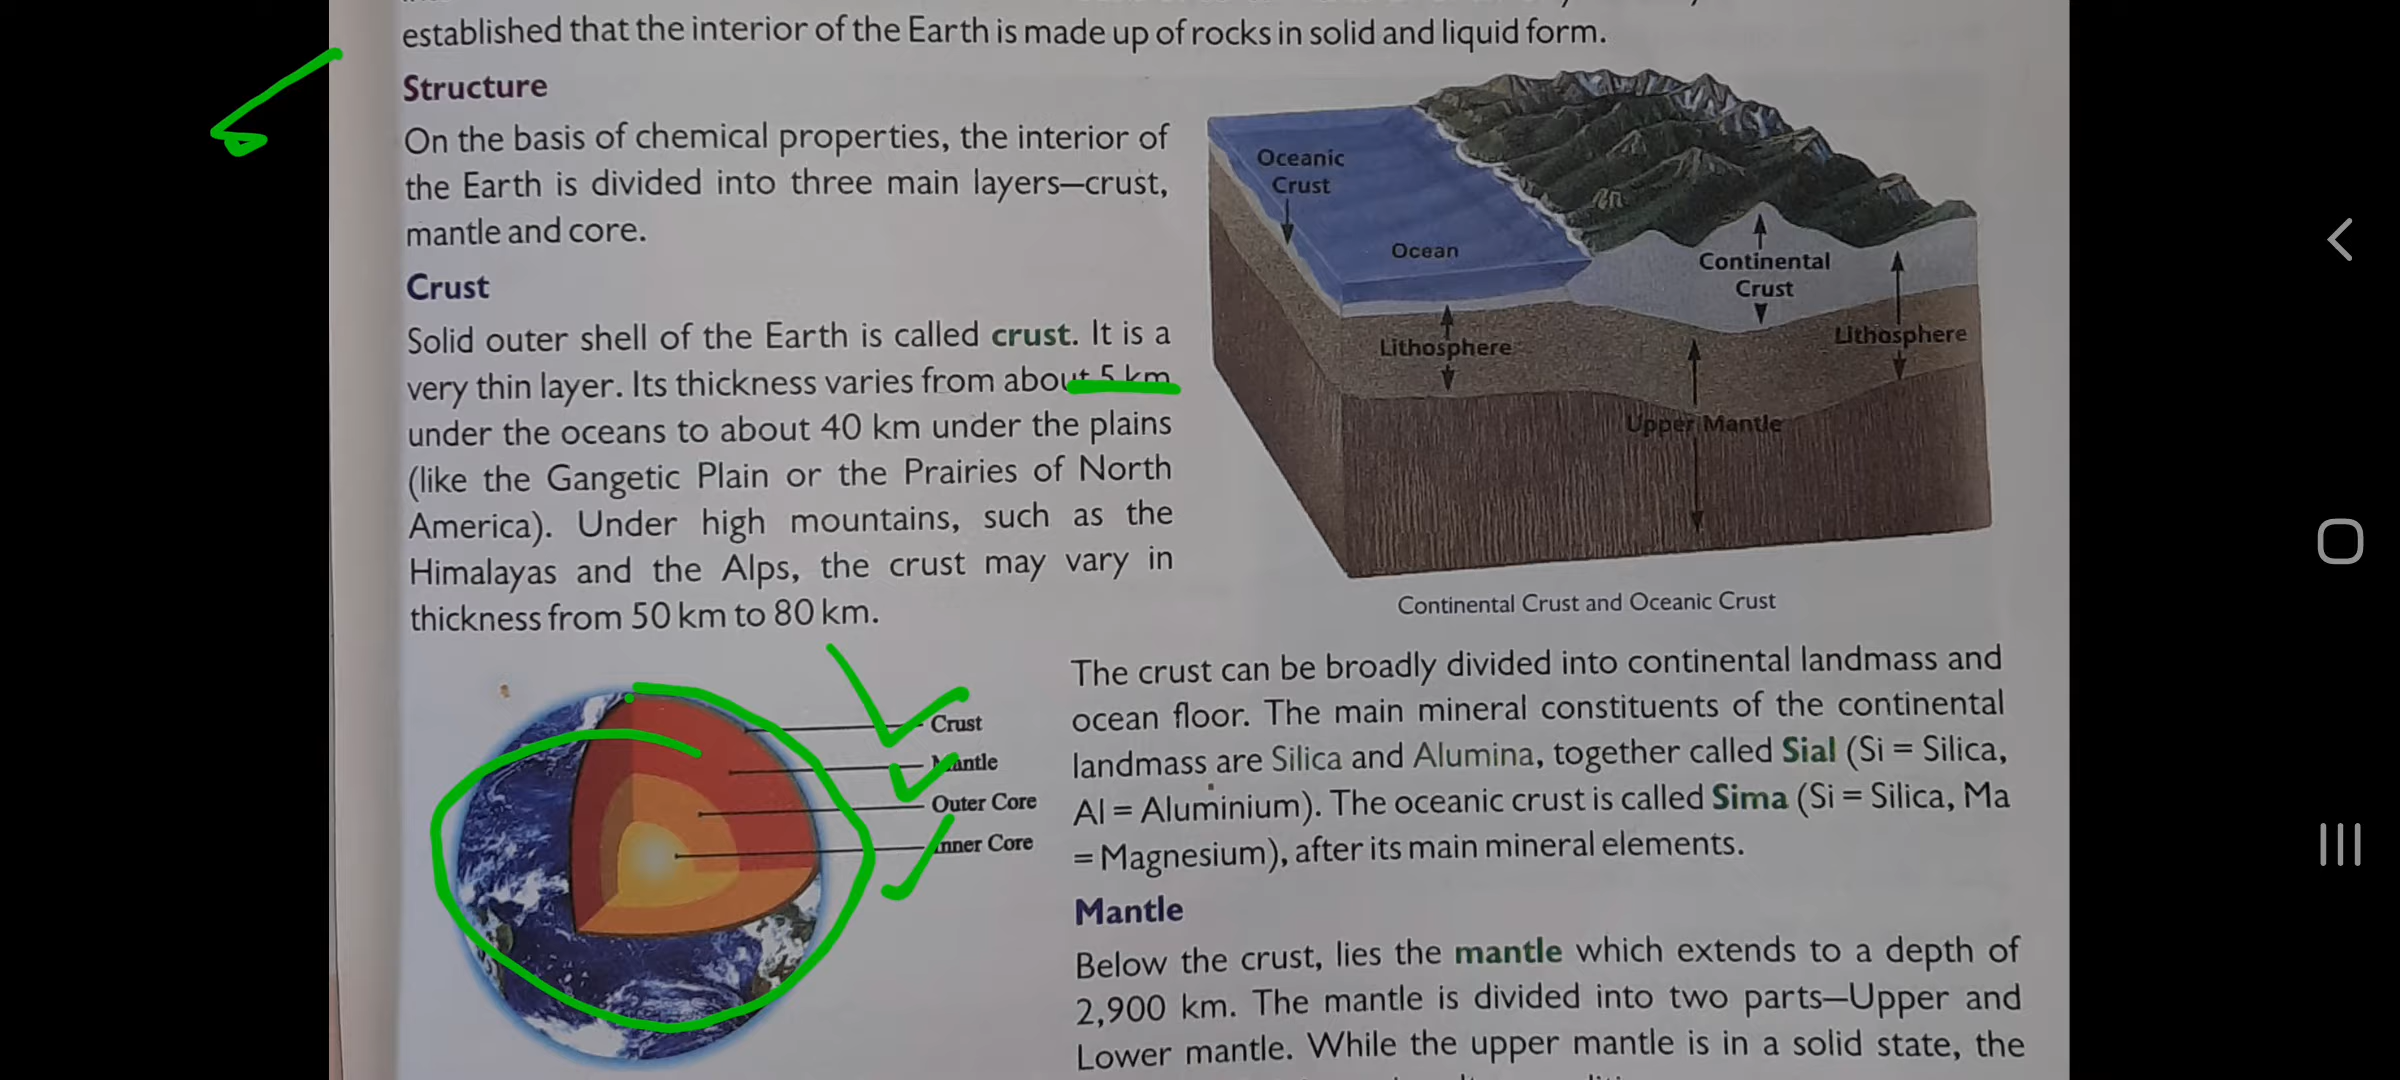 established that the interior of the Earth is made up of rocks in solid and liquid form.
Structure
On the basis of chemical properties, the interior of
the Earth is divided into three main layers—crust,
mantle and core.
Crust
Solid outer shell of the Earth is called crust. It is a
very thin layer. Its thickness varies from about 5 km
under the oceans to about 40 km under the plains
(like the Gangetic Plain or the Prairies of North
America). Under high mountains, such as the
Himalayas and the Alps, the crust may vary in
thickness from 50 km to 80 km.
Oceanic
Crust
Ocean
Continental
Crust
Lithosphere
Lithosphere
Upper Mantle
Continental Crust and Oceanic Crust
Crust
Mantle
Outer Core
Inner Core
The crust can be broadly divided into continental landmass and
ocean floor. The main mineral constituents of the continental
landmass are Silica and Alumina, together called Sial (Si = Silica,
Al = Aluminium). The oceanic crust is called Sima (Si = Silica, Ma
= Magnesium), after its main mineral elements.
Mantle
Below the crust, lies the mantle which extends to a depth of
2,900 km. The mantle is divided into two parts—Upper and
Lower mantle. While the upper mantle is in a solid state, the